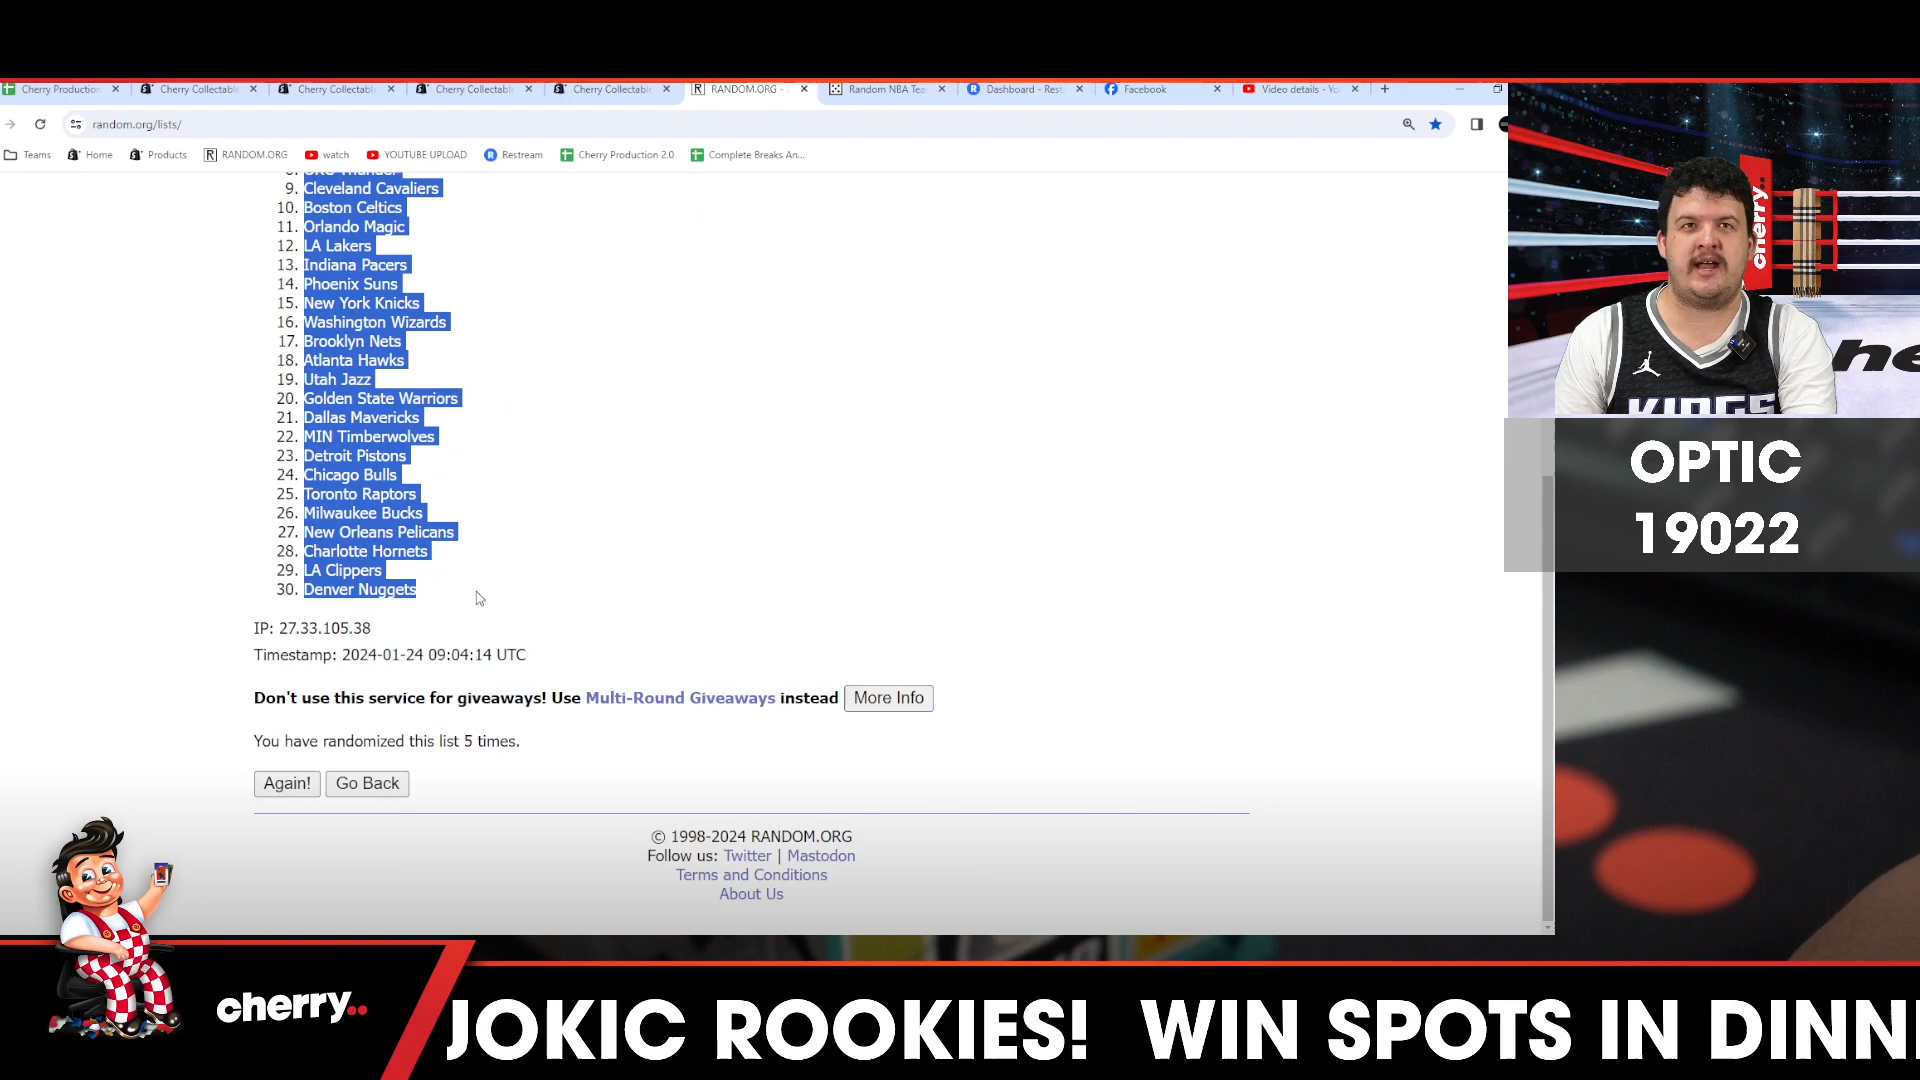 Cherry Production
Cherry Collectable
Cherry Collectable
Cherry Collectable
Cherry Collectable
RANDOM.ORG -
Random NBA Tea
Dashboard - Rest
Facebook
Video details - Yo
random.org/lists/
Teams
Home
Products
RANDOM.ORG
watch
YOUTUBE UPLOAD
Restream
Cherry Production 2.0
Complete Breaks An...
9. Cleveland Cavaliers
10. Boston Celtics
11. Orlando Magic
12. LA Lakers
13. Indiana Pacers
14. Phoenix Suns
15. New York Knicks
16. Washington Wizards
17. Brooklyn Nets
18. Atlanta Hawks
19. Utah Jazz
20. Golden State Warriors
21. Dallas Mavericks
22. MIN Timberwolves
23. Detroit Pistons
24. Chicago Bulls
25. Toronto Raptors
26. Milwaukee Bucks
27. New Orleans Pelicans
28. Charlotte Hornets
29. LA Clippers
30. Denver Nuggets
IP: 27.33.105.38
Timestamp: 2024-01-24 09:04:14 UTC
Don't use this service for giveaways! Use Multi-Round Giveaways instead More Info
You have randomized this list 5 times.
Again! Go Back
© 1998-2024 RANDOM.ORG
Follow us: Twitter | Mastodon
Terms and Conditions
About Us
cherry..
KINGS
OPTIC
19022
cherry..
JOKIC ROOKIES! WIN SPOTS IN DINN